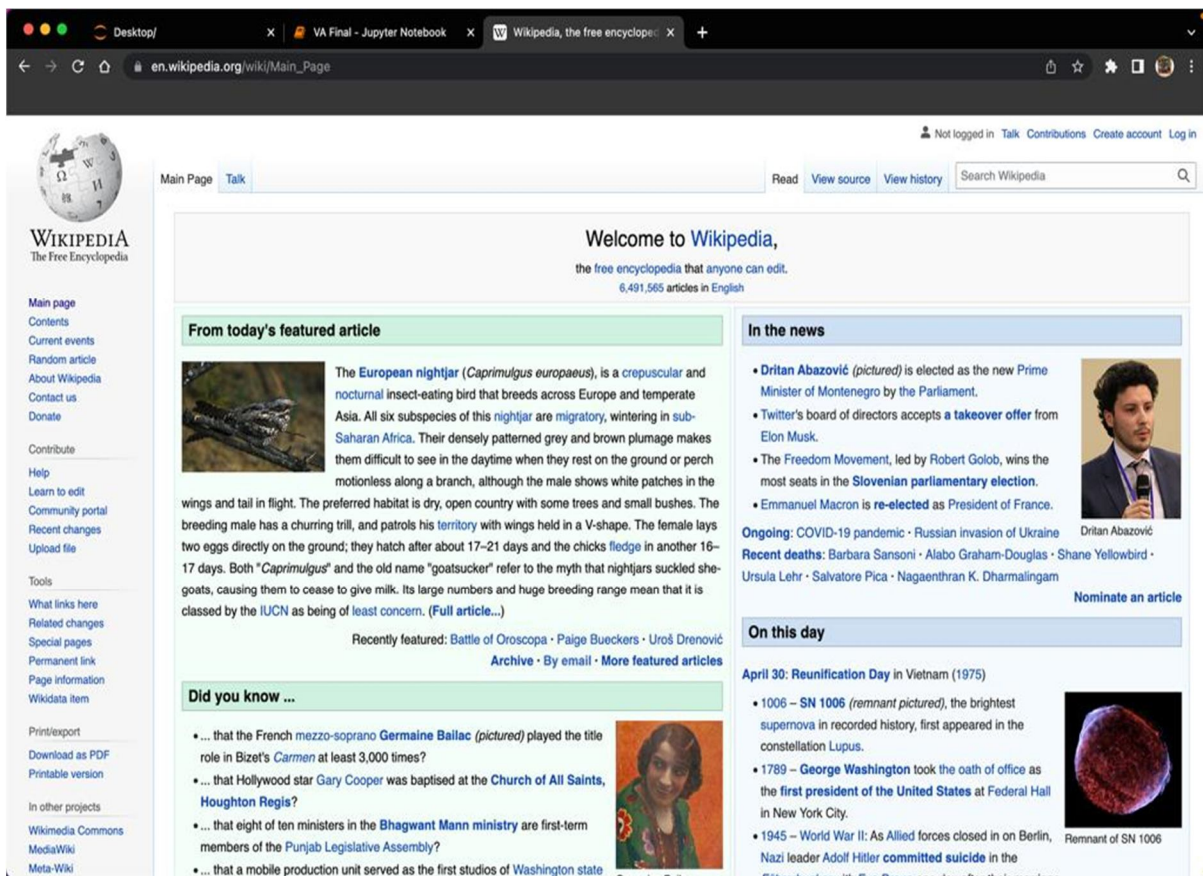 Desktop/
VA Final - Jupyter Notebook
Wikipedia, the free encycloped
en.wikipedia.org/wiki/Main_Page
Not logged in Talk Contributions Create account Log in
Main Page Talk
Read View source View history Search Wikipedia
WIKIPEDIA
The Free Encyclopedia
Main page
Contents
Current events
Random article
About Wikipedia
Contact us
Donate
Contribute
Help
Learn to edit
Community portal
Recent changes
Upload file
Tools
What links here
Related changes
Special pages
Permanent link
Page information
Wikidata item
Print/export
Download as PDF
Printable version
In other projects
Wikimedia Commons
MediaWiki
Meta-Wiki
Welcome to Wikipedia,
the free encyclopedia that anyone can edit.
6,491,565 articles in English
From today's featured article
The European nightjar (Caprimulgus europaeus), is a crepuscular and
nocturnal insect-eating bird that breeds across Europe and temperate
Asia. All six subspecies of this nightjar are migratory, wintering in sub-
Saharan Africa. Their densely patterned grey and brown plumage makes
them difficult to see in the daytime when they rest on the ground or perch
motionless along a branch, although the male shows white patches in the
wings and tail in flight. The preferred habitat is dry, open country with some trees and small bushes. The
breeding male has a churring trill, and patrols his territory with wings held in a V-shape. The female lays
two eggs directly on the ground; they hatch after about 17–21 days and the chicks fledge in another 16–
17 days. Both "Caprimulgus" and the old name "goatsucker" refer to the myth that nightjars suckled she-
goats, causing them to cease to give milk. Its large numbers and huge breeding range mean that it is
classed by the IUCN as being of least concern. (Full article...)
Recently featured: Battle of Oroscopa · Paige Bueckers · Uroš Drenović
Archive · By email · More featured articles
Did you know ...
• ... that the French mezzo-soprano Germaine Bailac (pictured) played the title
role in Bizet's Carmen at least 3,000 times?
• ... that Hollywood star Gary Cooper was baptised at the Church of All Saints,
Houghton Regis?
• ... that eight of ten ministers in the Bhagwant Mann ministry are first-term
members of the Punjab Legislative Assembly?
• ... that a mobile production unit served as the first studios of Washington state
In the news
• Dritan Abazović (pictured) is elected as the new Prime
Minister of Montenegro by the Parliament.
• Twitter's board of directors accepts a takeover offer from
Elon Musk.
• The Freedom Movement, led by Robert Golob, wins the
most seats in the Slovenian parliamentary election.
• Emmanuel Macron is re-elected as President of France.
Dritan Abazović
Ongoing: COVID-19 pandemic · Russian invasion of Ukraine
Recent deaths: Barbara Sansoni · Alabo Graham-Douglas · Shane Yellowbird ·
Ursula Lehr · Salvatore Pica · Nagaenthran K. Dharmalingam
Nominate an article
On this day
April 30: Reunification Day in Vietnam (1975)
• 1006 – SN 1006 (remnant pictured), the brightest
supernova in recorded history, first appeared in the
constellation Lupus.
• 1789 – George Washington took the oath of office as
the first president of the United States at Federal Hall
in New York City.
• 1945 – World War II: As Allied forces closed in on Berlin,
Nazi leader Adolf Hitler committed suicide in the
Remnant of SN 1006